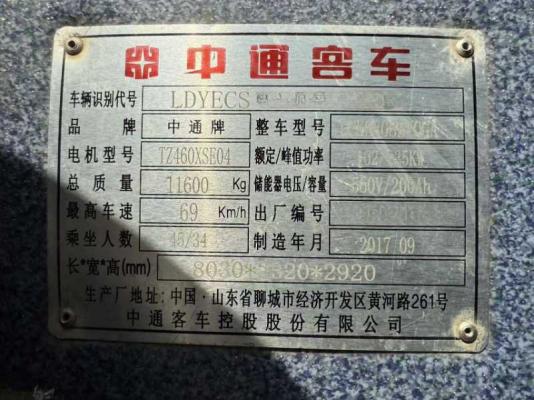 中通客车
车辆识别代号 LDYECS
品牌 中通牌 整车型号
电机型号 TZ460XSE04 额定/峰值功率
总质量 11600 Kg 储能器电压/容量
最高车速 69 Km/h 出厂编号
乘坐人数 45/34 制造年月 2017 09
长*宽*高(mm) 8030* 320*2920
生产厂地址: 中国·山东省聊城市经济开发区黄河路261号
中通客车控股股份有限公司